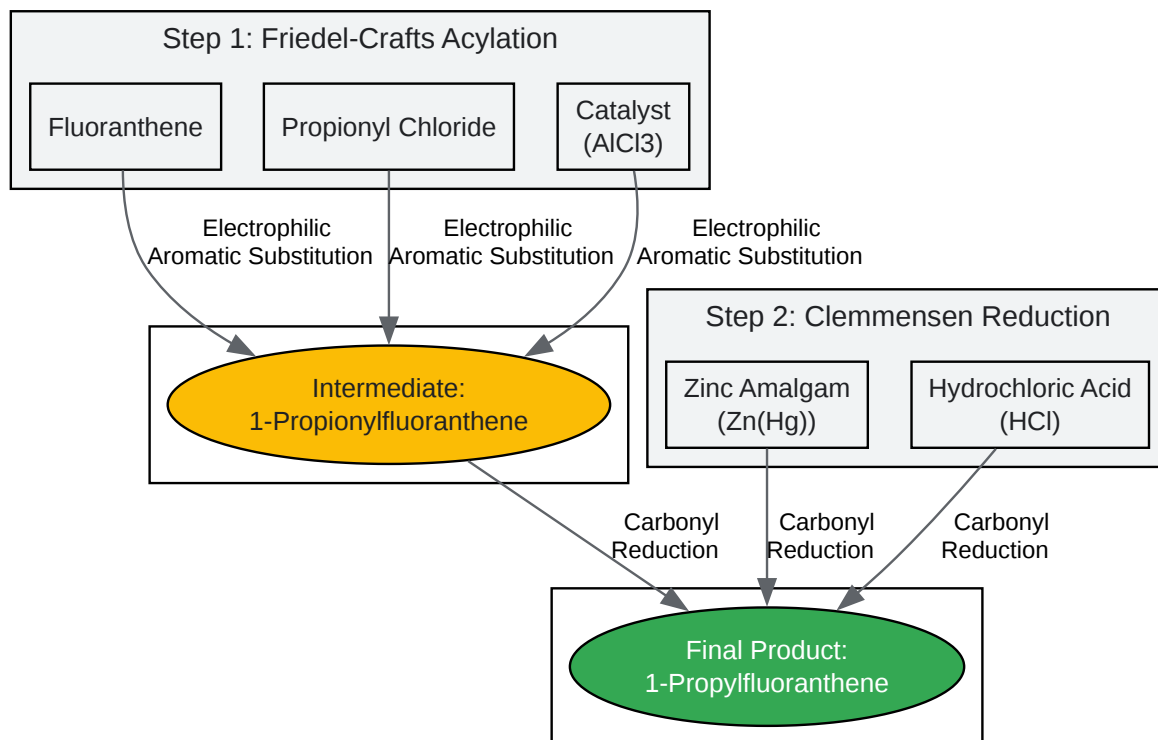 Step 1: Friedel-Crafts Acylation
Fluoranthene
Propionyl Chloride
Catalyst
(AlCl3)
Electrophilic
Aromatic Substitution
Electrophilic
Aromatic Substitution
Electrophilic
Aromatic Substitution
Step 2: Clemmensen Reduction
Zinc Amalgam
(Zn(Hg))
Hydrochloric Acid
(HCl)
Intermediate:
1-Propionylfluoranthene
Carbonyl
Reduction
Carbonyl
Reduction
Carbonyl
Reduction
Final Product:
1-Propylfluoranthene